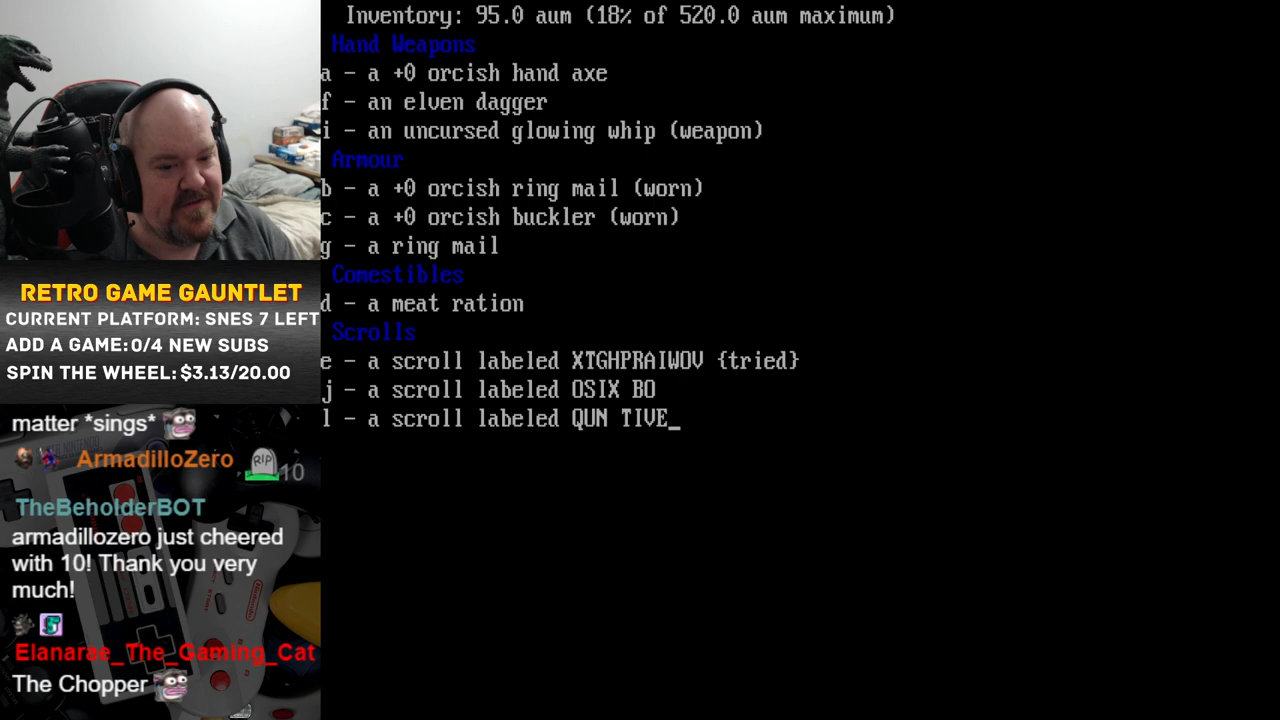 Inventory: 95.0 aum (18% of 520.0 aum maximum)
Hand Weapons
a - a +0 orcish hand axe
f - an elven dagger
i - an uncursed glowing whip (weapon)
Armour
b - a +0 orcish ring mail (worn)
c - a +0 orcish buckler (worn)
g - a ring mail
Comestibles
d - a meat ration
Scrolls
e - a scroll labeled XTGHPRAIWOV {tried}
j - a scroll labeled OSIX BO
l - a scroll labeled QUN TIVE_
RETRO GAME GAUNTLET
CURRENT PLATFORM: SNES 7 LEFT
ADD A GAME: 0/4 NEW SUBS
SPIN THE WHEEL: $3.13/20.00
matter *sings*
ArmadilloZero RIP 10
TheBeholderBOT
armadillozero just cheered
with 10! Thank you very
much!
Elanarae_The_Gaming_Cat
The Chopper